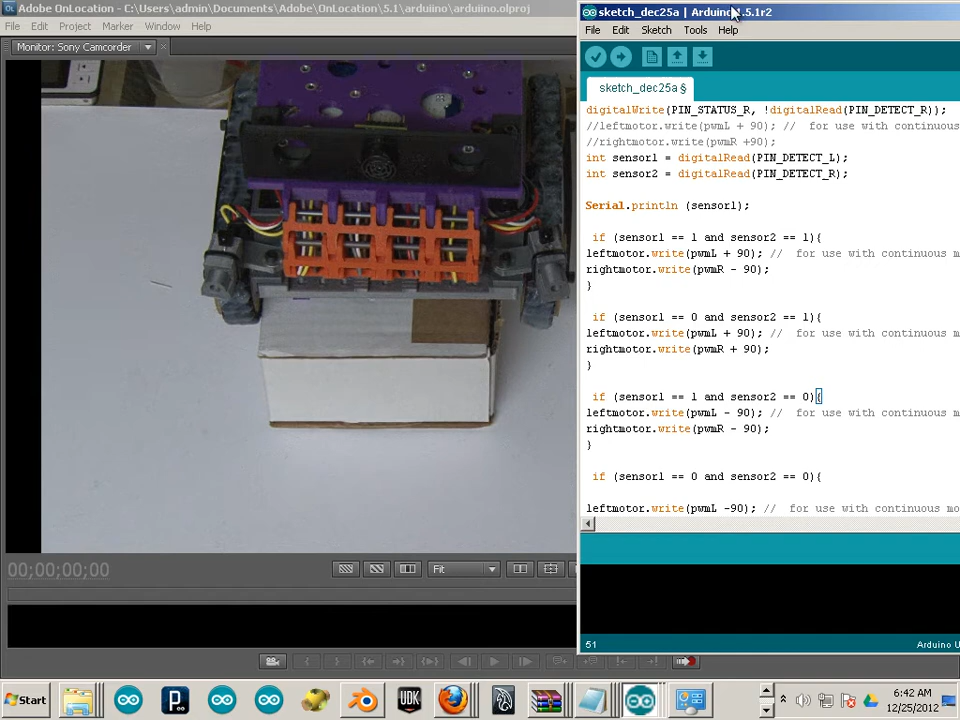 Adobe OnLocation - C:\Users\admin\Documents\Adobe\OnLocation\5.1\arduiino\arduiino.olproj
File Edit Project Marker Window Help
Monitor: Sony Camcorder
00;00;00;00
Fit
sketch_dec25a | Arduino 1.5.1r2
File Edit Sketch Tools Help
sketch_dec25a §
digitalWrite(PIN_STATUS_R, !digitalRead(PIN_DETECT_R));
//leftmotor.write(pwmL + 90); // for use with continuous
//rightmotor.write(pwmR +90);
int sensor1 = digitalRead(PIN_DETECT_L);
int sensor2 = digitalRead(PIN_DETECT_R);
Serial.println (sensor1);
if (sensor1 == 1 and sensor2 == 1){
leftmotor.write(pwmL + 90); // for use with continuous m
rightmotor.write(pwmR - 90);
}
if (sensor1 == 0 and sensor2 == 1){
leftmotor.write(pwmL + 90); // for use with continuous m
rightmotor.write(pwmR + 90);
}
if (sensor1 == 1 and sensor2 == 0){
leftmotor.write(pwmL - 90); // for use with continuous m
rightmotor.write(pwmR - 90);
}
if (sensor1 == 0 and sensor2 == 0){
leftmotor.write(pwmL -90); // for use with continuous mo
51
Arduino U
Start
P
UDK
6:42 AM
12/25/2012